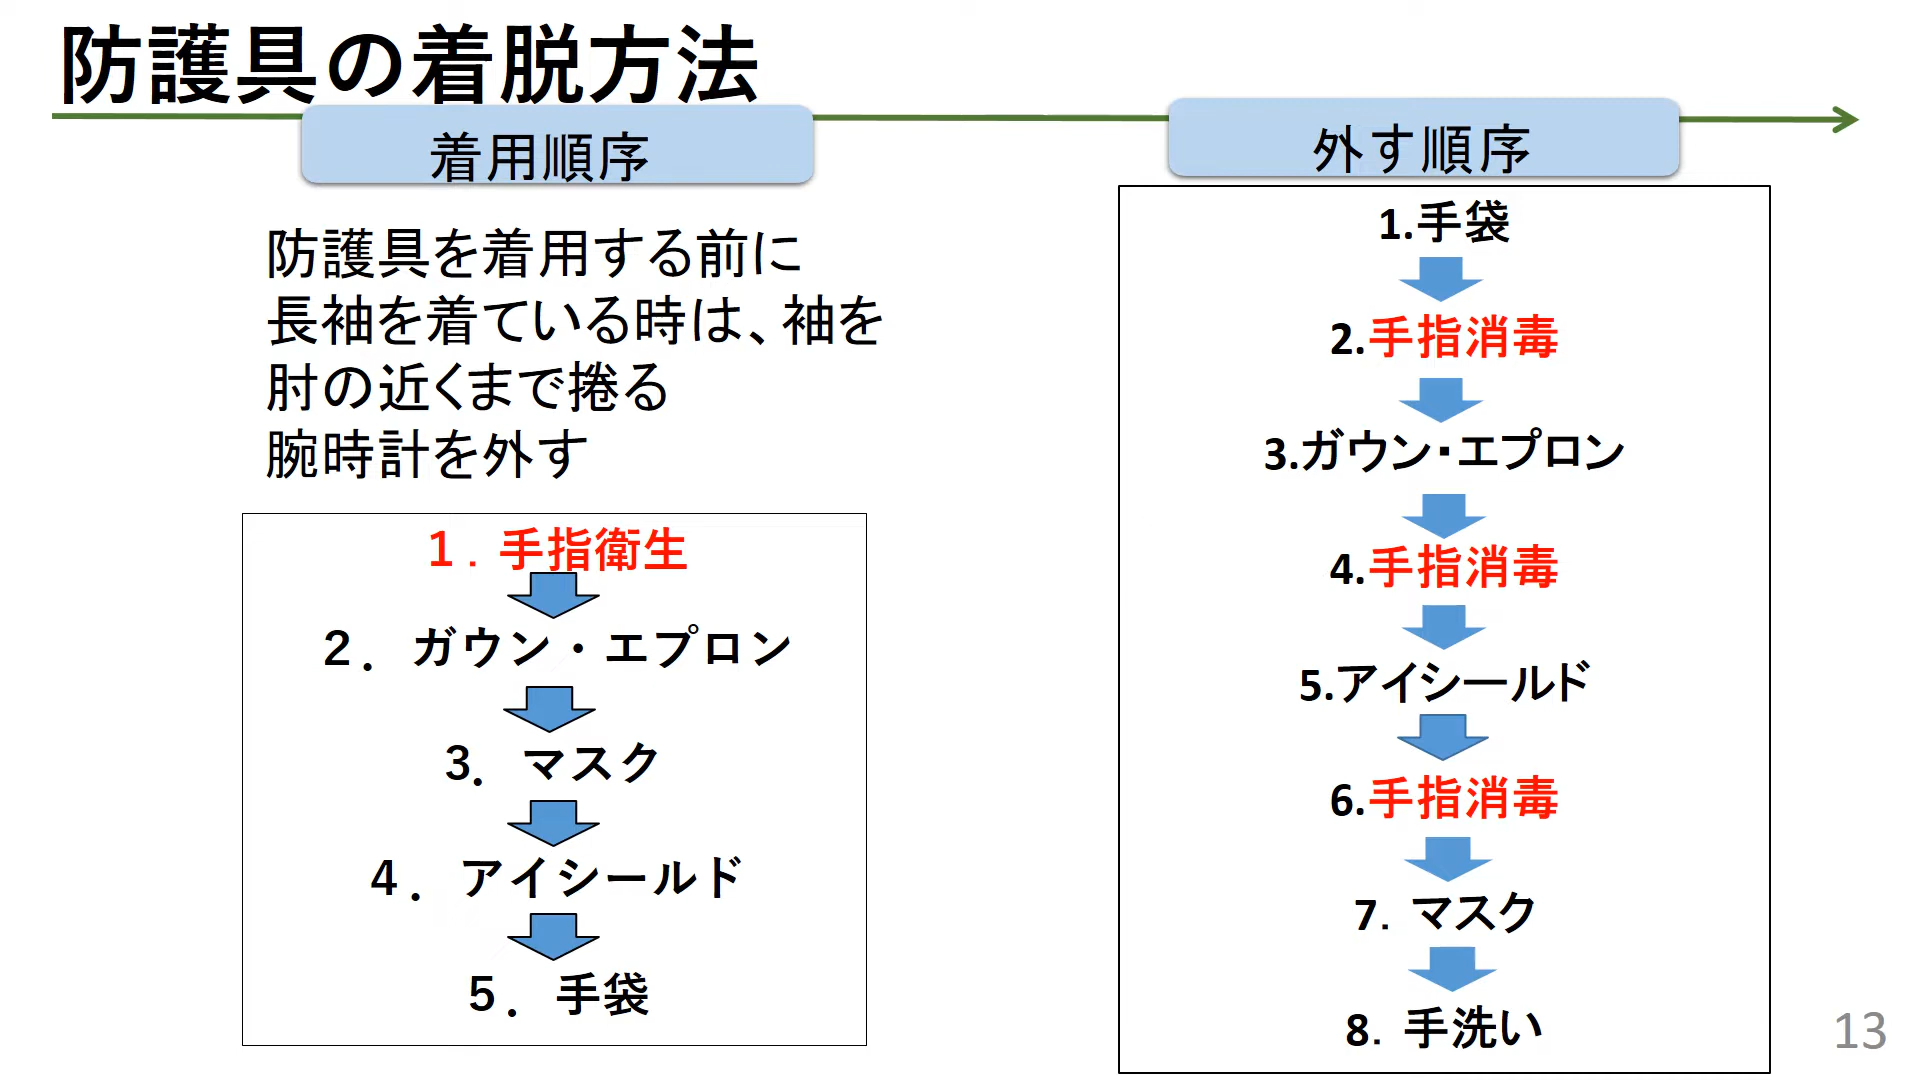 防護具の着脱方法
着用順序
防護具を着用する前に
長袖を着ている時は、袖を
肘の近くまで捲る
腕時計を外す
１．手指衛生
２．ガウン・エプロン
３．マスク
４．アイシールド
５．手袋
外す順序
1.手袋
2.手指消毒
3.ガウン・エプロン
4.手指消毒
5.アイシールド
6.手指消毒
7. マスク
8. 手洗い
13